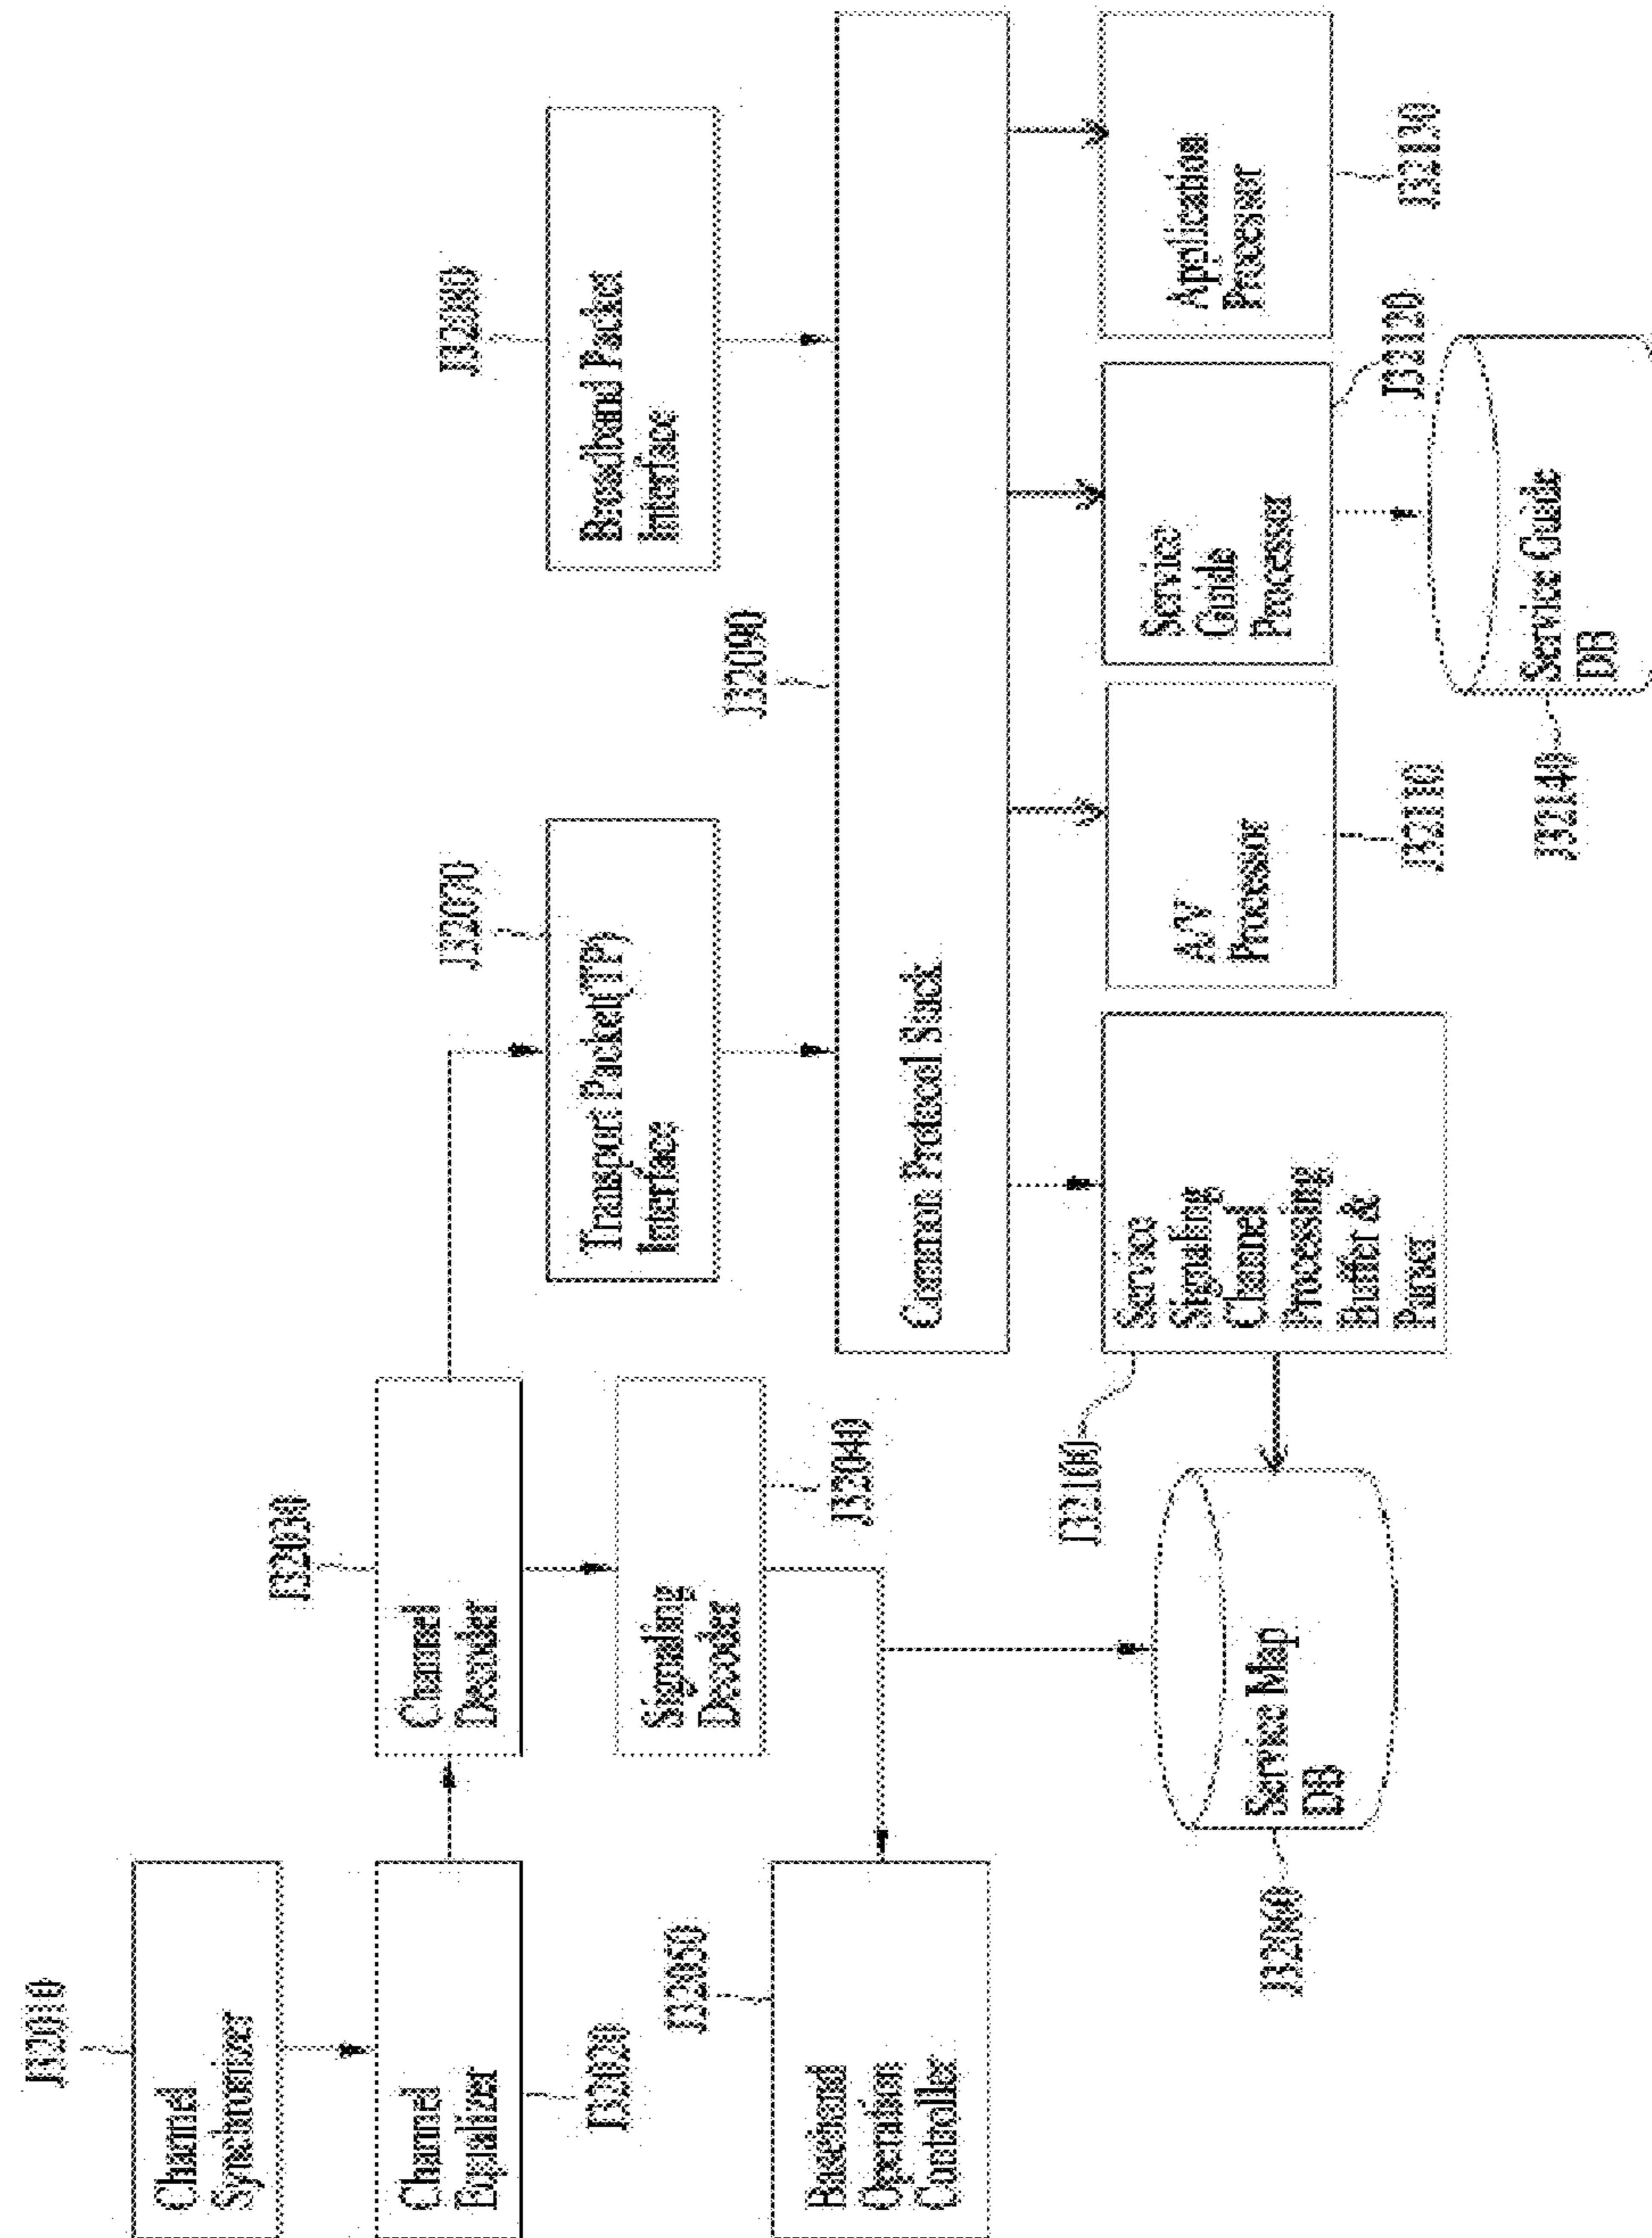 J32010
Channel
Synchronizer
Channel
Equalizer
J32020
J32030
Channel
Decoder
Signaling
Decoder
J32040
J32050
Baseband
Operation
Controller
Service Map
DB
J32060
J32070
Transport Packet(TP)
Interface
J32080
Broadband Packet
Interface
J32090
Common Protocol Stack
J32100
Service
Signaling
Channel
Processing
Buffer &
Parser
A/V
Processor
J32110
Service
Guide
Processor
J32120
Application
Processor
J32130
Service Guide
DB
J32140